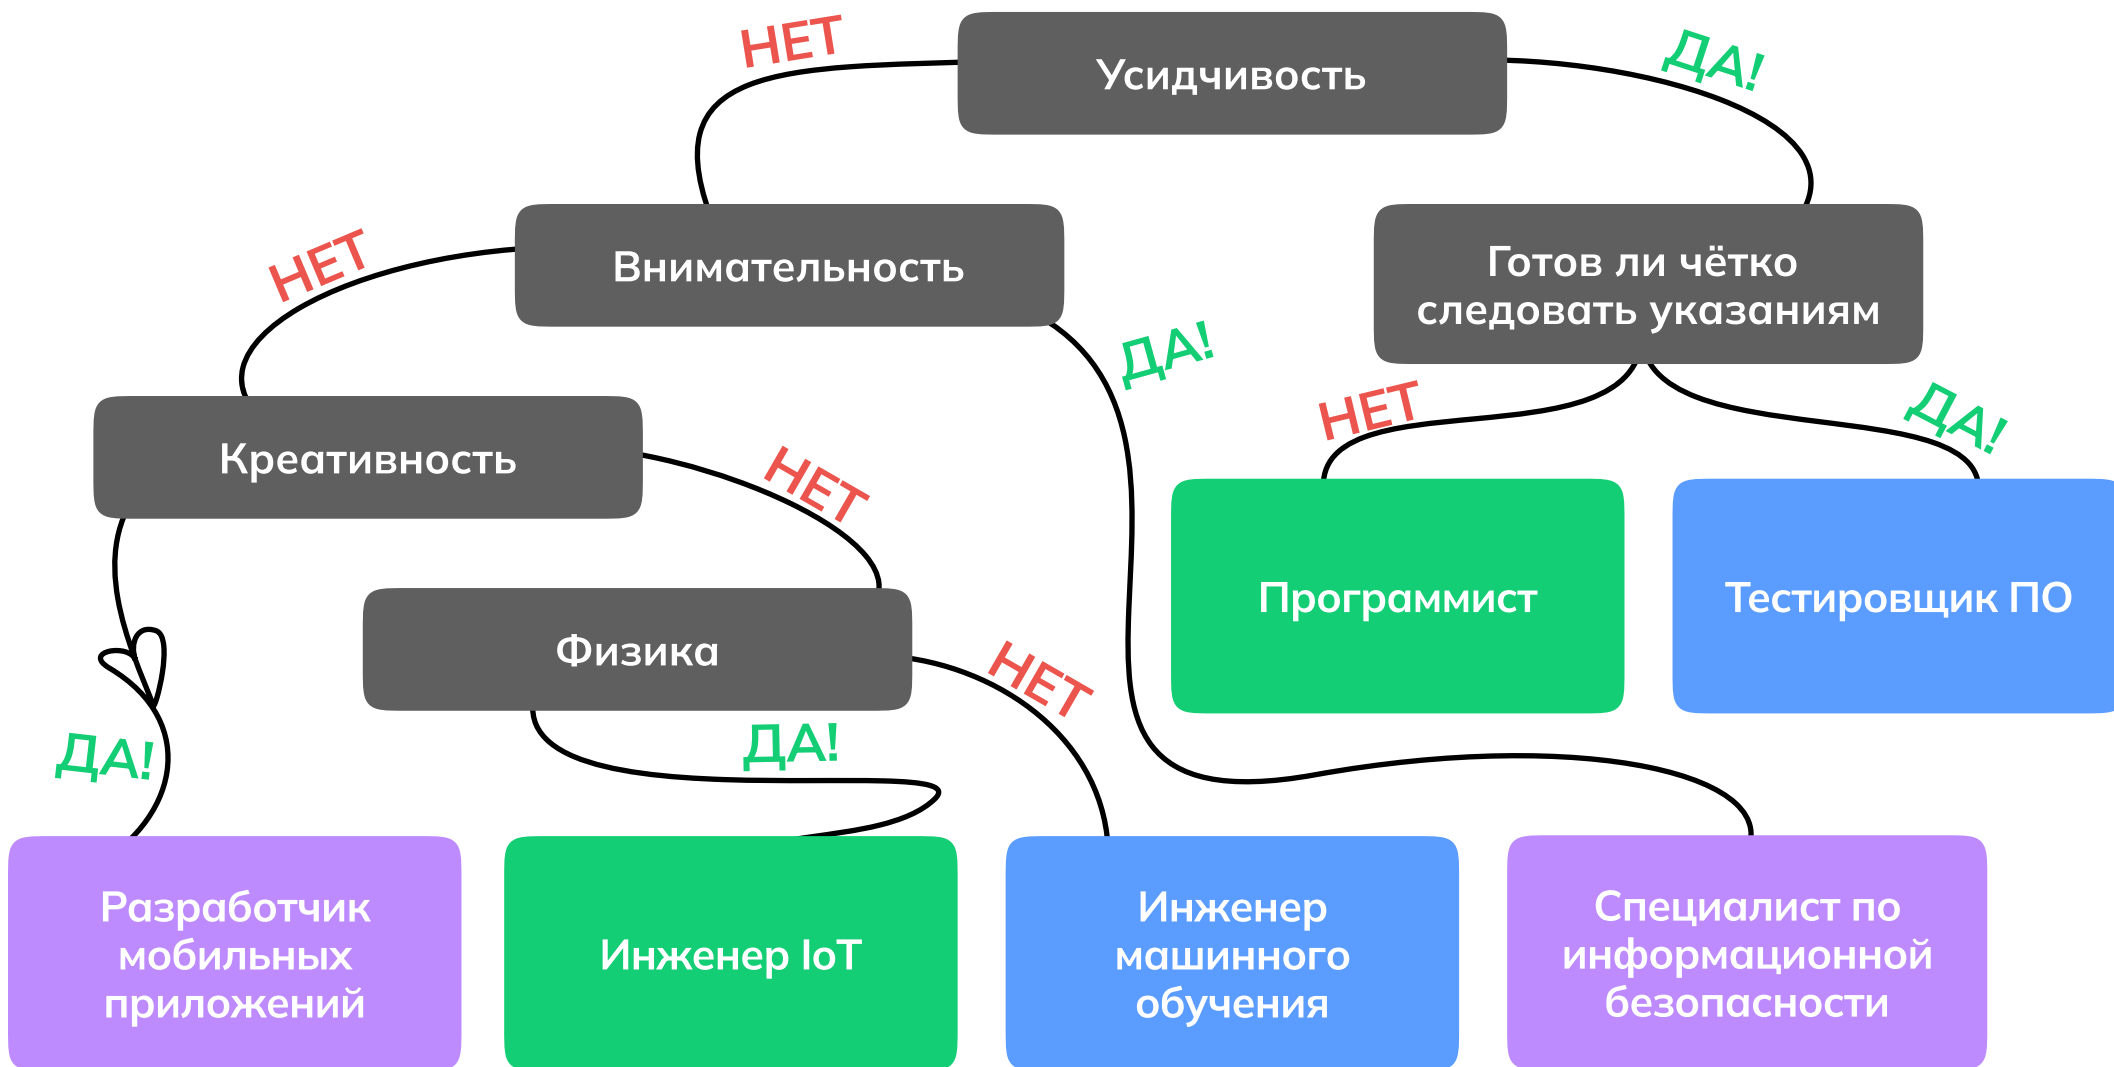 НЕТ
Усидчивость
ДА!
НЕТ
Внимательность
Готов ли чётко
следовать указаниям
ДА!
НЕТ
ДА!
Креативность
НЕТ
Программист
Тестировщик ПО
Физика
НЕТ
ДА!
ДА!
Разработчик
мобильных
приложений
Инженер IoT
Инженер
машинного
обучения
Специалист по
информационной
безопасности